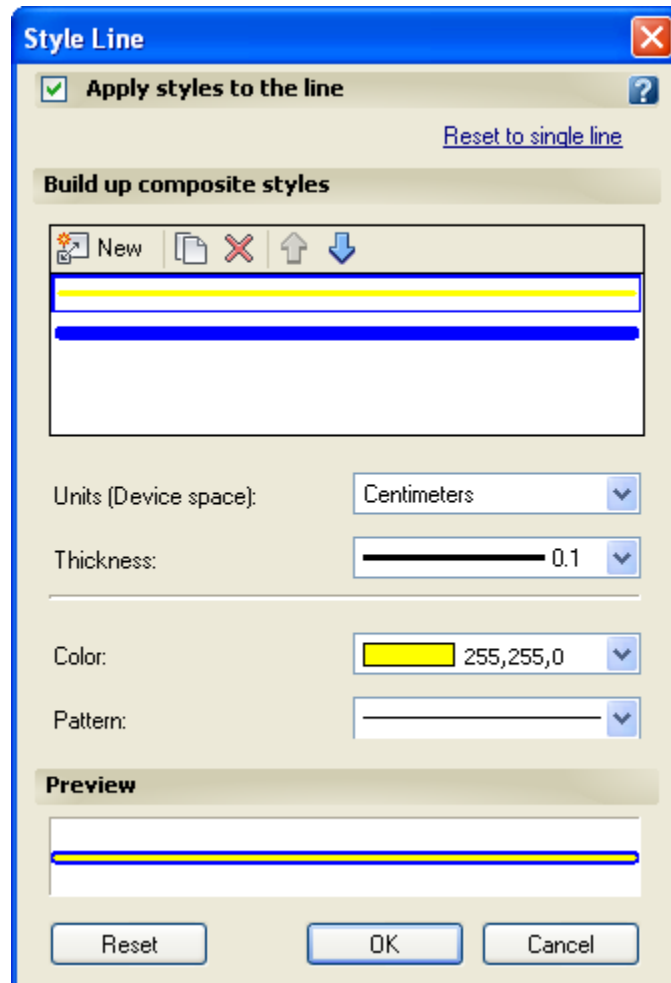 Style Line
Apply styles to the line
Reset to single line
Build up composite styles
New
Units (Device space): Centimeters
Thickness: 0.1
Color: 255,255,0
Pattern:
Preview
Reset OK Cancel